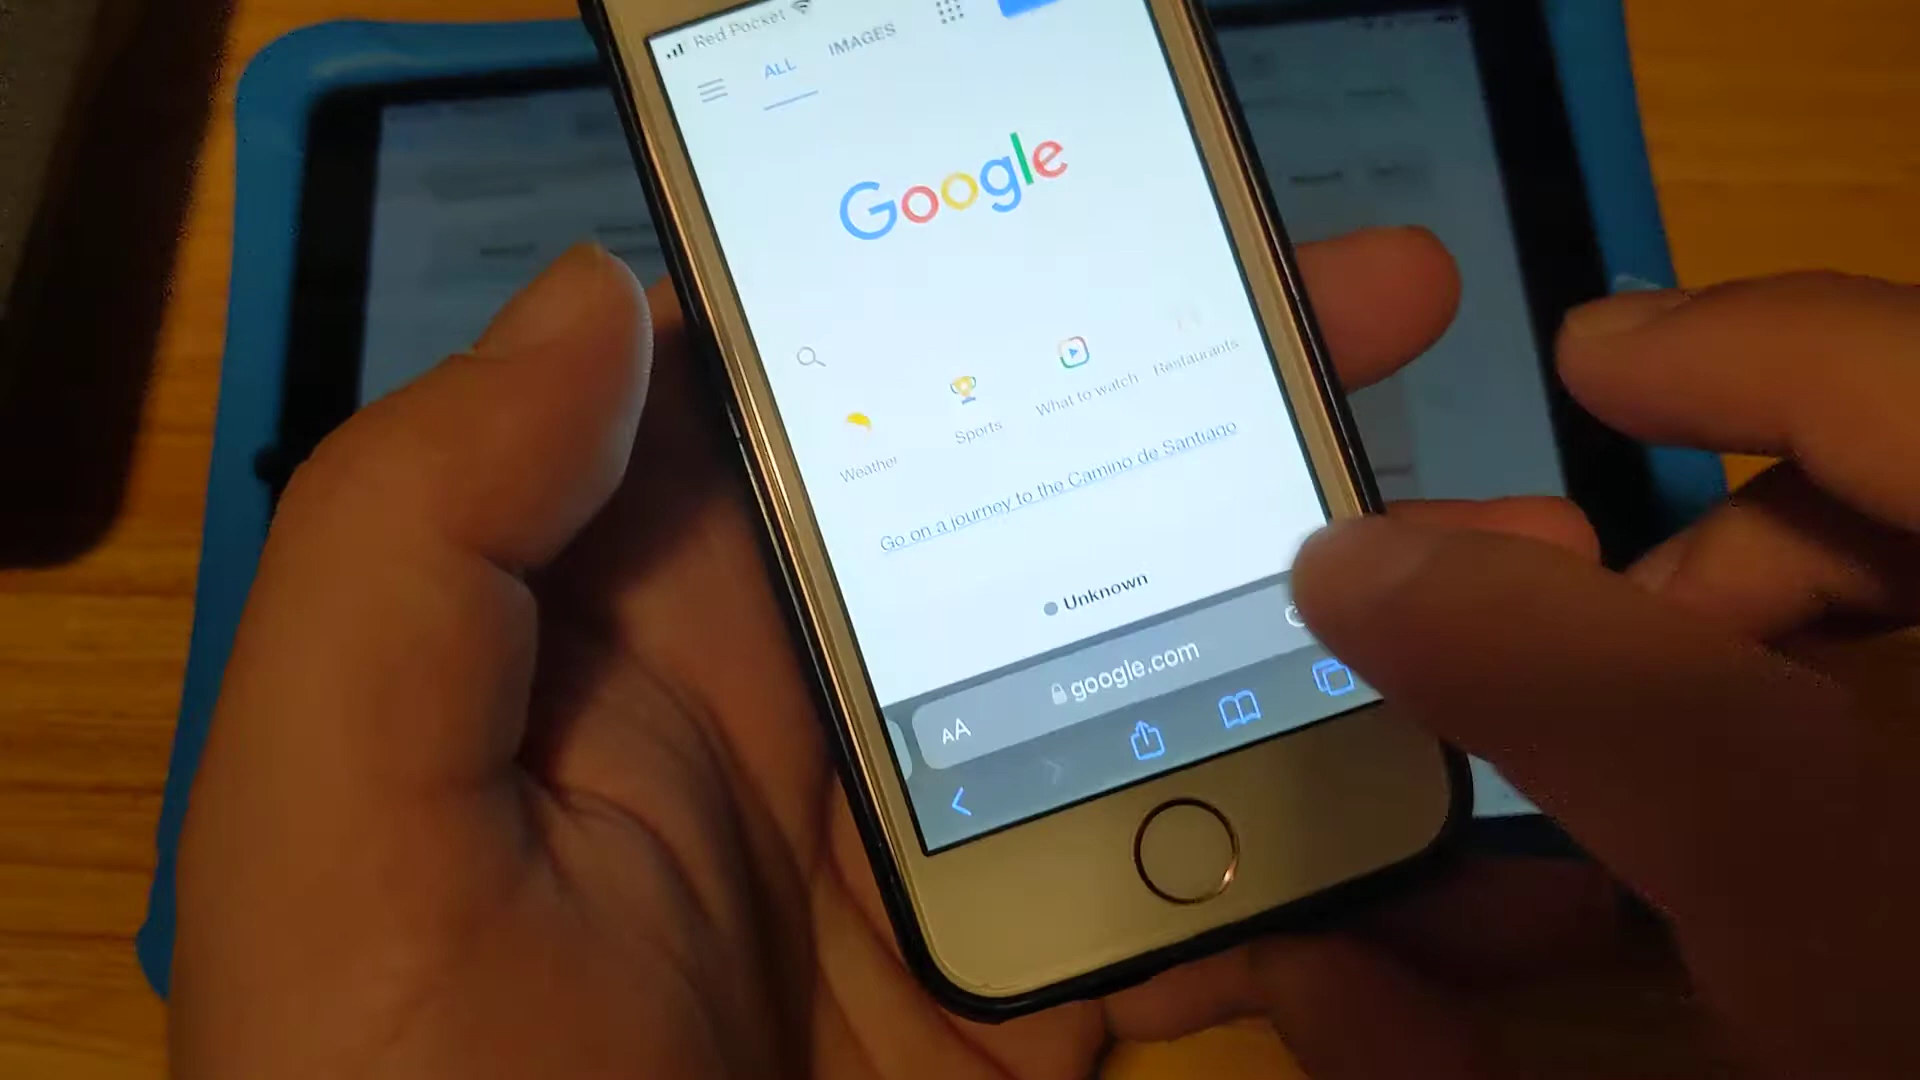 Red Pocket
ALL IMAGES
Google
Weather Sports What to watch Restaurants
Go on a journey to the Camino de Santiago
Unknown
AA google.com